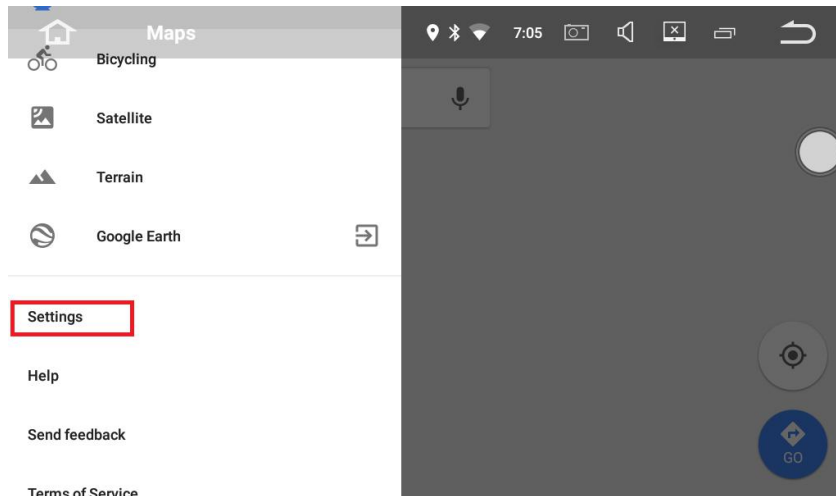 Maps
7:05
Bicycling
Satellite
Terrain
Google Earth
Settings
Help
Send feedback
Terms of Service
GO